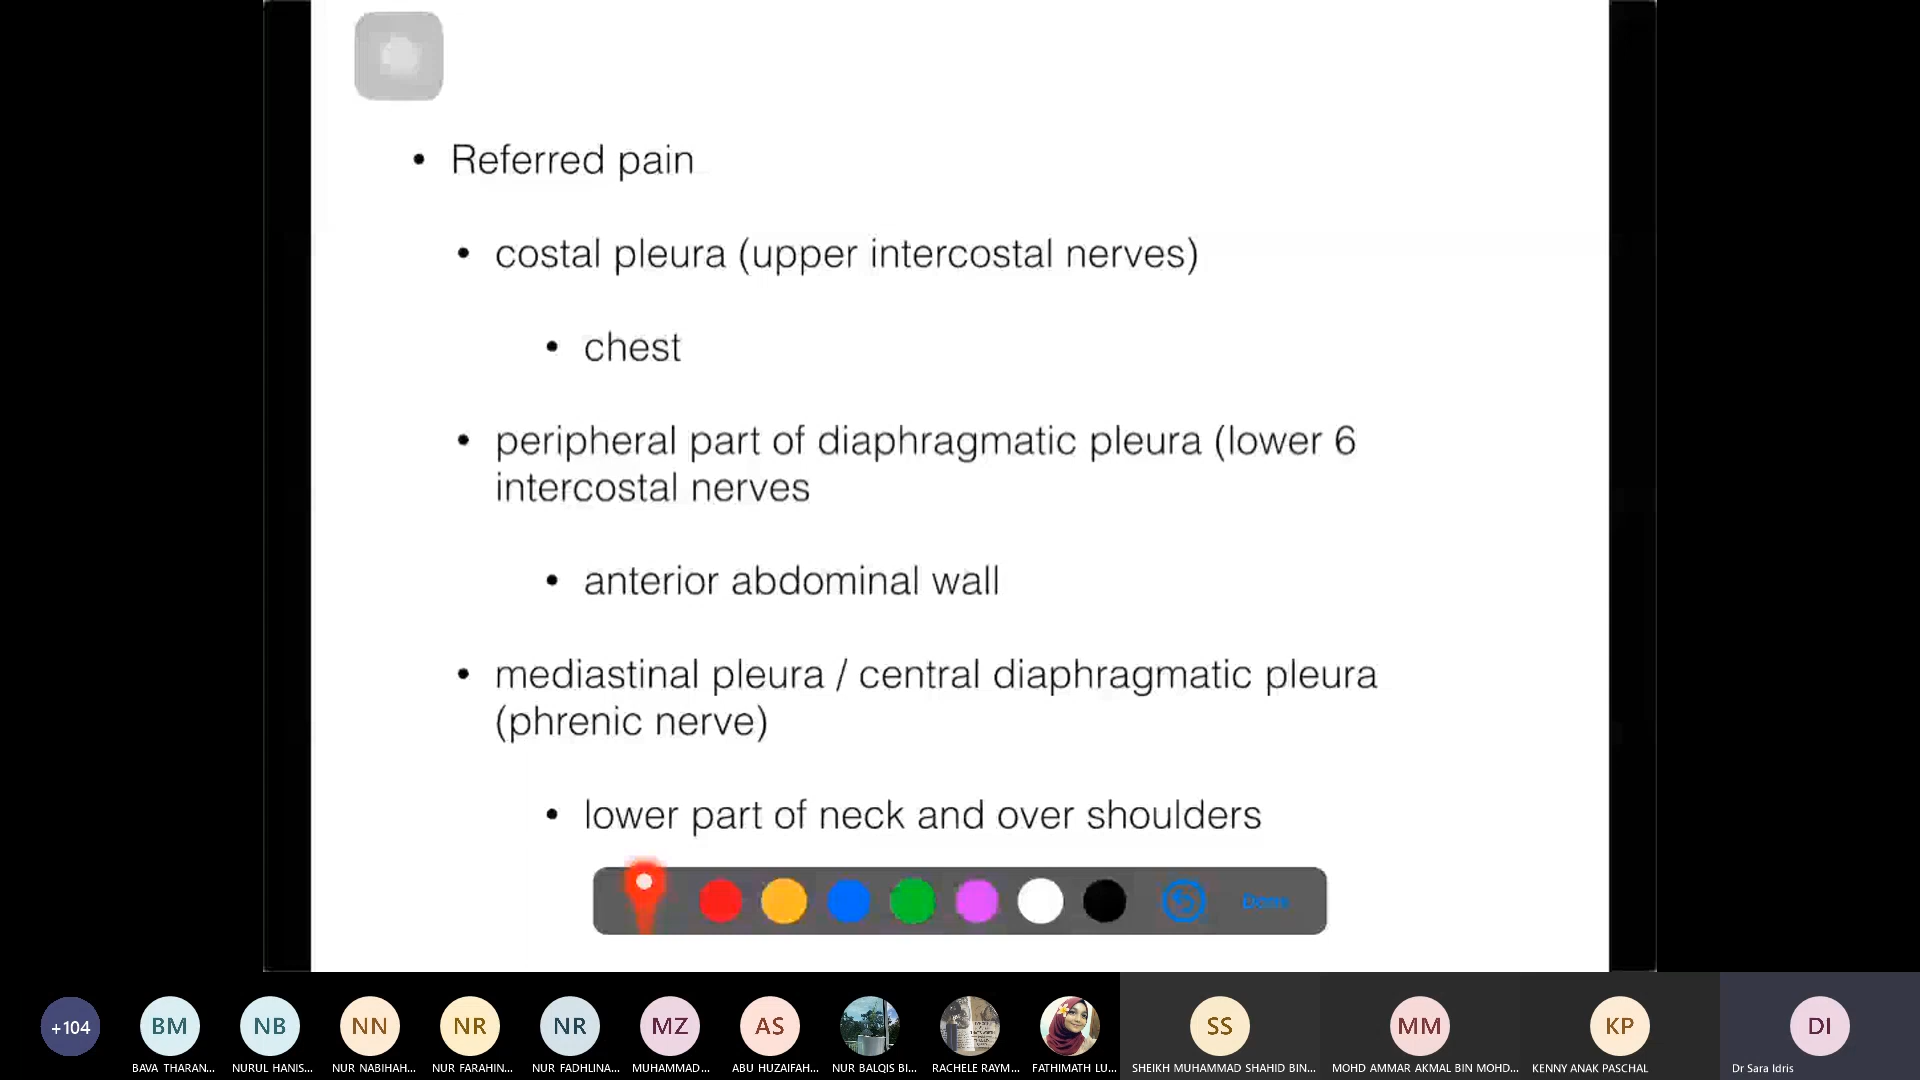 • Referred pain
• costal pleura (upper intercostal nerves)
• chest
• peripheral part of diaphragmatic pleura (lower 6
intercostal nerves
• anterior abdominal wall
• mediastinal pleura / central diaphragmatic pleura
(phrenic nerve)
• lower part of neck and over shoulders
Done
+104 BM NB NN NR NR MZ AS SS MM KP DI
BAVA THARAN... NURUL HANIS... NUR NABIHAH... NUR FARAHIN... NUR FADHLINA... MUHAMMAD... ABU HUZAIFAH... NUR BALQIS BI... RACHELE RAYM... FATHIMATH LU... SHEIKH MUHAMMAD SHAHID BIN... MOHD AMMAR AKMAL BIN MOHD... KENNY ANAK PASCHAL Dr Sara Idris